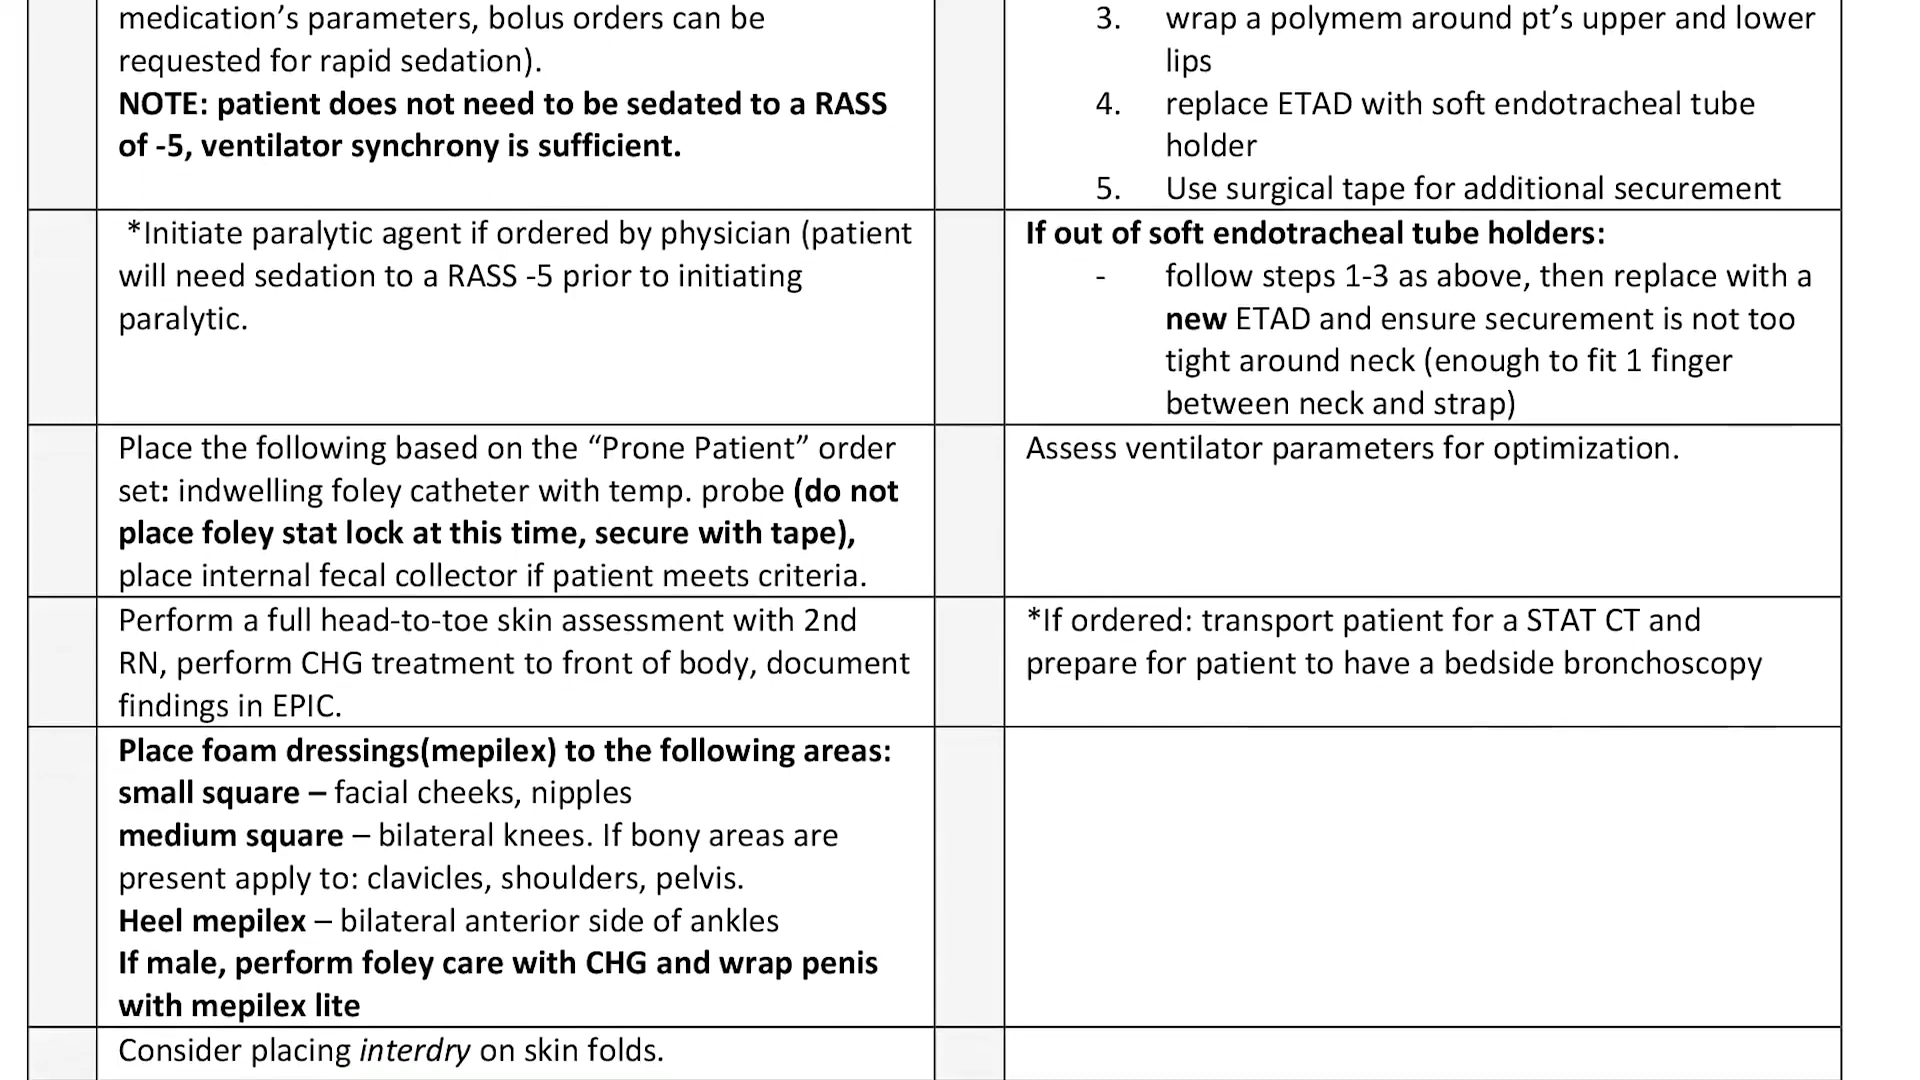 medication’s parameters, bolus orders can be
requested for rapid sedation).
NOTE: patient does not need to be sedated to a RASS
of -5, ventilator synchrony is sufficient.
3. wrap a polymem around pt’s upper and lower
lips
4. replace ETAD with soft endotracheal tube
holder
5. Use surgical tape for additional securement
*Initiate paralytic agent if ordered by physician (patient
will need sedation to a RASS -5 prior to initiating
paralytic.
If out of soft endotracheal tube holders:
- follow steps 1-3 as above, then replace with a
new ETAD and ensure securement is not too
tight around neck (enough to fit 1 finger
between neck and strap)
Place the following based on the “Prone Patient” order
set: indwelling foley catheter with temp. probe (do not
place foley stat lock at this time, secure with tape),
place internal fecal collector if patient meets criteria.
Assess ventilator parameters for optimization.
Perform a full head-to-toe skin assessment with 2nd
RN, perform CHG treatment to front of body, document
findings in EPIC.
*If ordered: transport patient for a STAT CT and
prepare for patient to have a bedside bronchoscopy
Place foam dressings(mepilex) to the following areas:
small square – facial cheeks, nipples
medium square – bilateral knees. If bony areas are
present apply to: clavicles, shoulders, pelvis.
Heel mepilex – bilateral anterior side of ankles
If male, perform foley care with CHG and wrap penis
with mepilex lite
Consider placing interdry on skin folds.